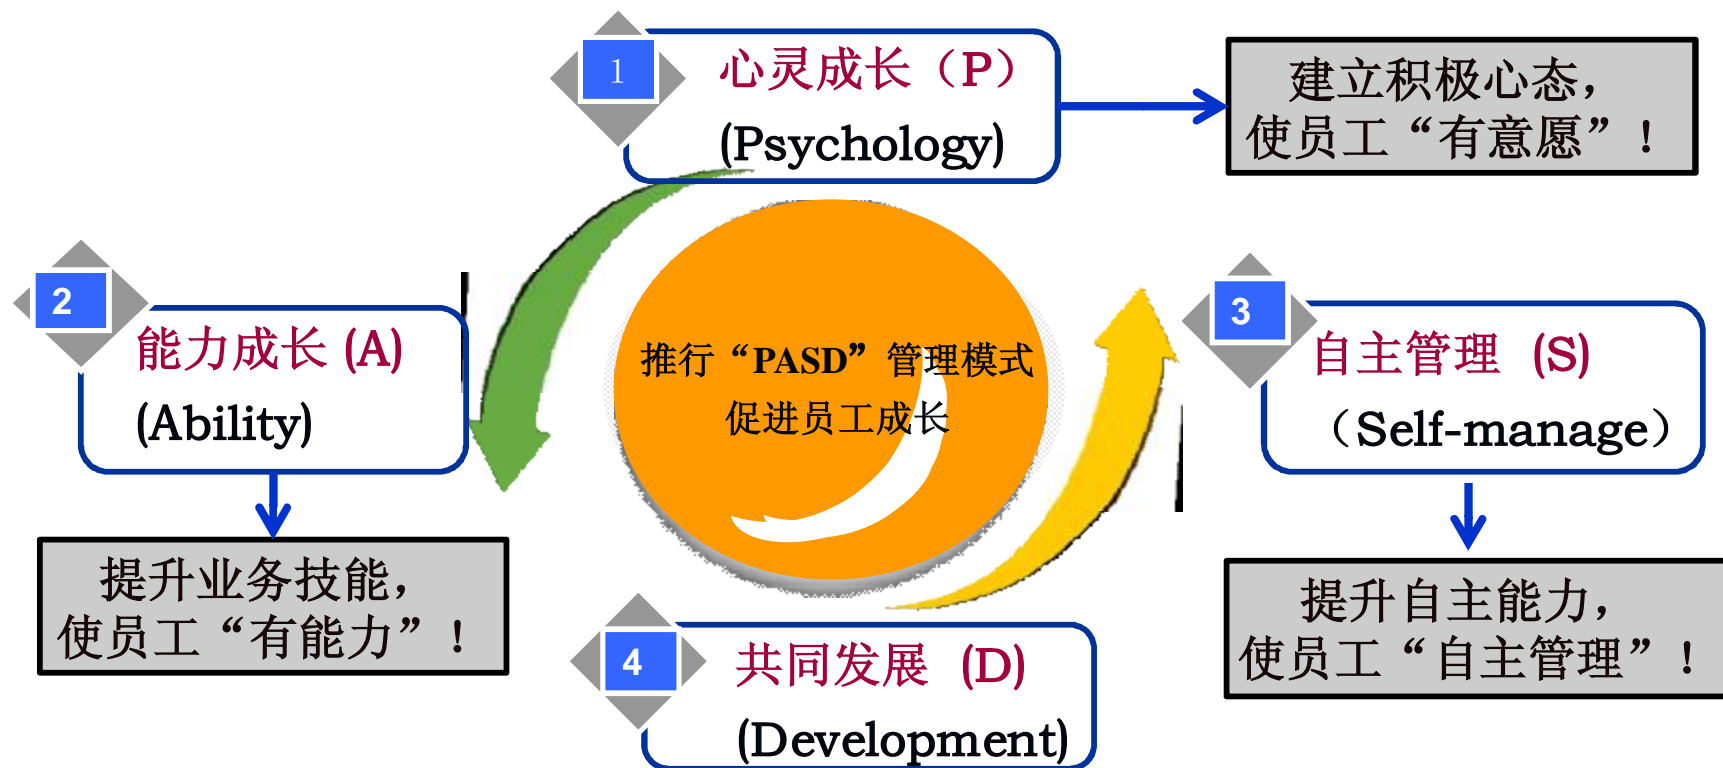 1
心灵成长（P）
(Psychology)
建立积极心态，
使员工“有意愿”！
2
能力成长 (A)
(Ability)
提升业务技能，
使员工“有能力”！
推行“PASD”管理模式
促进员工成长
3
自主管理 (S)
（Self-manage）
提升自主能力，
使员工“自主管理”！
4
共同发展 (D)
(Development)